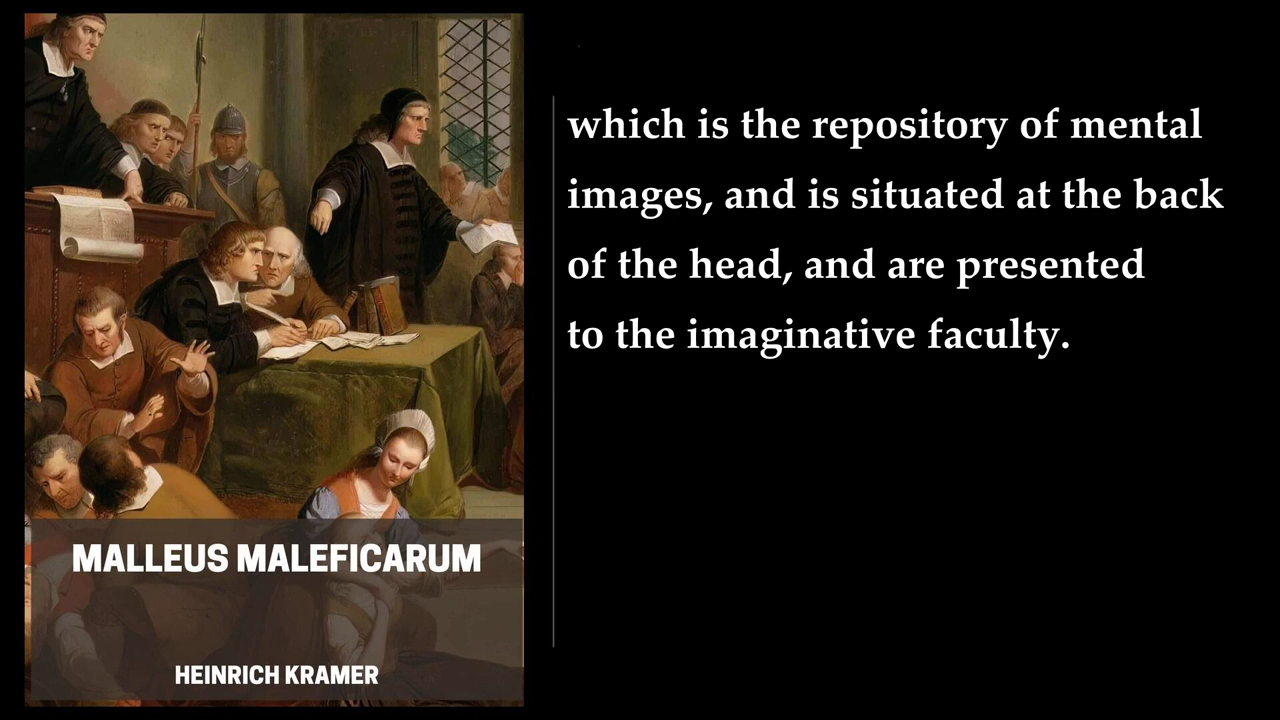 MALLEUS MALEFICARUM
HEINRICH KRAMER
which is the repository of mental
images, and is situated at the back
of the head, and are presented
to the imaginative faculty.